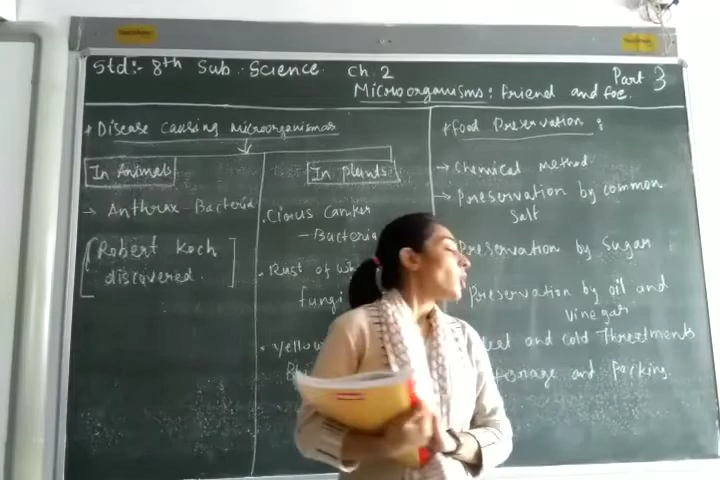 Std:- 8th Sub. Science. Ch. 2 Part 3
Microorganisms: friend and foe.
+ Disease causing microorganismas
In Animals
→ Anthrax - Bacteria
[Robert Koch
discovered.]
In plants
. Citrus Canker
- Bacteria
. Rust of
fungi
. Yellow
+ food Preservation:
→ Chemical method
→ Preservation by common
Salt
Preservation by Sugar
Preservation by oil and
vinegar
and Cold Threetments
and Packing.